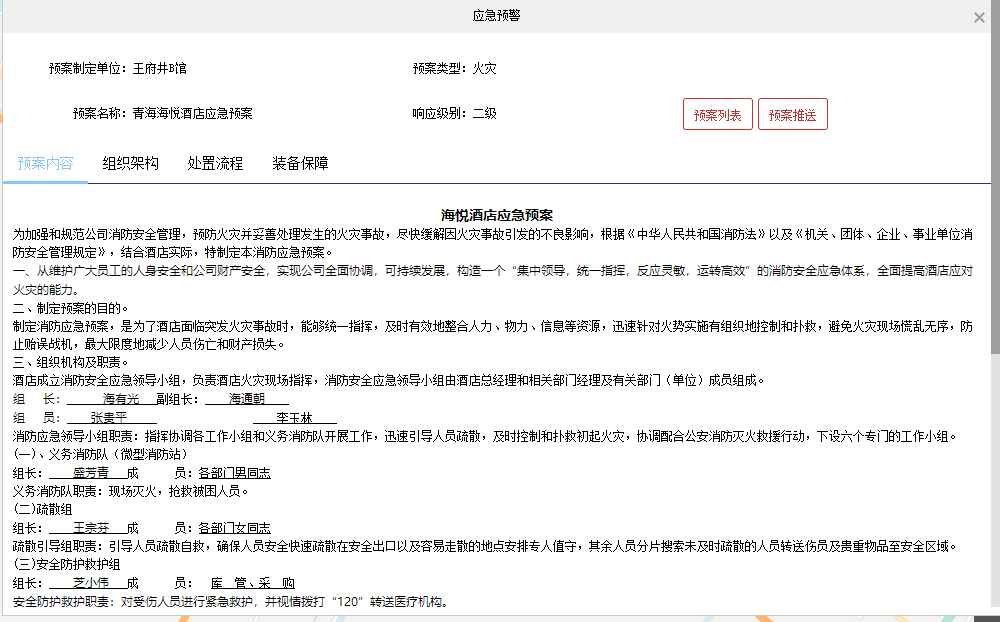 应急预警
预案制定单位：王府井B馆 预案类型：火灾
预案名称：青海海悦酒店应急预案 响应级别：二级 预案列表 预案推送
预案内容 组织架构 处置流程 装备保障
海悦酒店应急预案
为加强和规范公司消防安全管理，预防火灾并妥善处理发生的火灾事故，尽快缓解因火灾事故引发的不良影响，根据《中华人民共和国消防法》以及《机关、团体、企业、事业单位消
防安全管理规定》，结合酒店实际，特制定本消防应急预案。
一、从维护广大员工的人身安全和公司财产安全，实现公司全面协调，可持续发展，构造一个“集中领导，统一指挥，反应灵敏，运转高效”的消防安全应急体系，全面提高酒店应对
火灾的能力。
二、制定预案的目的。
制定消防应急预案，是为了酒店面临突发火灾事故时，能够统一指挥，及时有效地整合人力、物力、信息等资源，迅速针对火势实施有组织地控制和扑救，避免火灾现场慌乱无序，防
止贻误战机，最大限度地减少人员伤亡和财产损失。
三、组织机构及职责。
酒店成立消防安全应急领导小组，负责酒店火灾现场指挥，消防安全应急领导小组由酒店总经理和相关部门经理及有关部门（单位）成员组成。
组 长： 海有光 副组长： 海通朝
组 员： 张贵平 李玉林
消防应急领导小组职责：指挥协调各工作小组和义务消防队开展工作，迅速引导人员疏散，及时控制和扑救初起火灾，协调配合公安消防灭火救援行动，下设六个专门的工作小组。
(一)、义务消防队（微型消防站）
组长： 盛芳青 成 员：各部门男同志
义务消防队职责：现场灭火，抢救被困人员。
(二)疏散组
组长： 王宗芬 成 员：各部门女同志
疏散引导组职责：引导人员疏散自救，确保人员安全快速疏散在安全出口以及容易走散的地点安排专人值守，其余人员分片搜索未及时疏散的人员转送伤员及贵重物品至安全区域。
(三)安全防护救护组
组长： 芝小伟 成 员： 库 管、采 购
安全防护救护职责：对受伤人员进行紧急救护，并视情拨打“120”转送医疗机构。